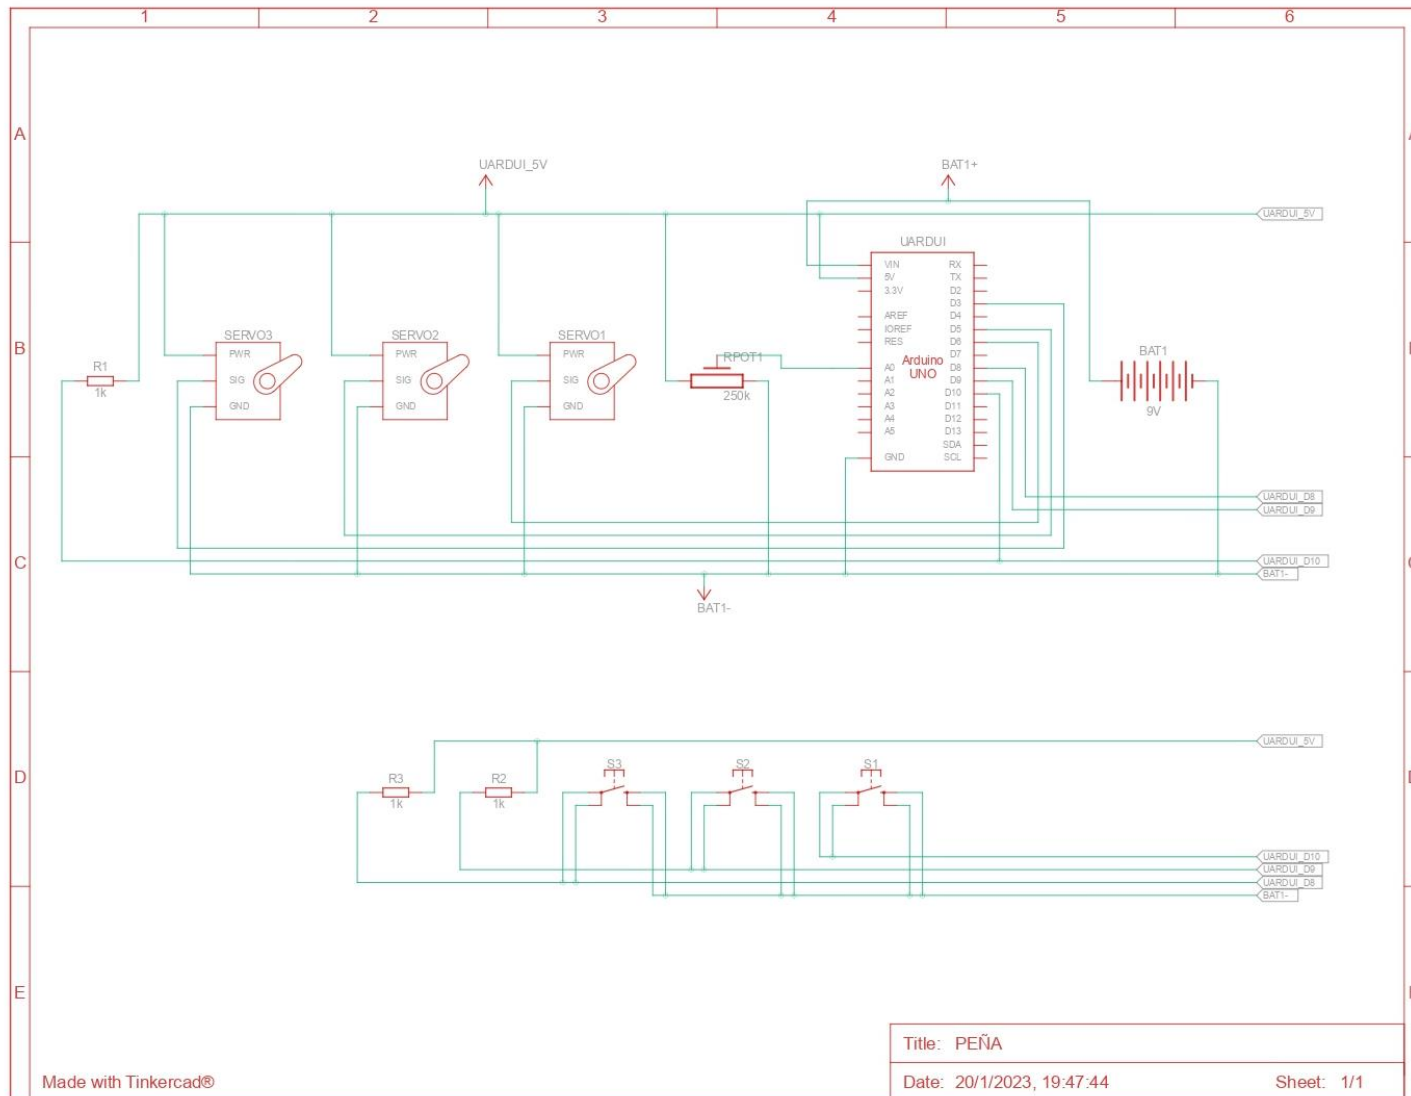 1 2 3 4 5 6
A
UARDUI_5V BAT1+
UARDUI_5V
UARDUI
VIN RX
5V TX
3.3V D2
D3
AREF D4
IOREF D5
RES D6
D7
A0 D8
A1 D9
A2 D10
A3 D11
A4 D12
A5 D13
SDA
GND SCL
Arduino
UNO
B
SERVO3 SERVO2 SERVO1
PWR PWR PWR
SIG SIG SIG
GND GND GND
R1
1k
RPOT1
250k
BAT1
9V
UARDUI_D8
UARDUI_D9
C
UARDUI_D10
BAT1-
BAT1-
UARDUI_5V
D
R3 R2 S3 S2 S1
1k 1k
UARDUI_D10
UARDUI_D9
UARDUI_D8
BAT1-
E
Title: PEÑA
Made with Tinkercad®
Date: 20/1/2023, 19:47:44 Sheet: 1/1